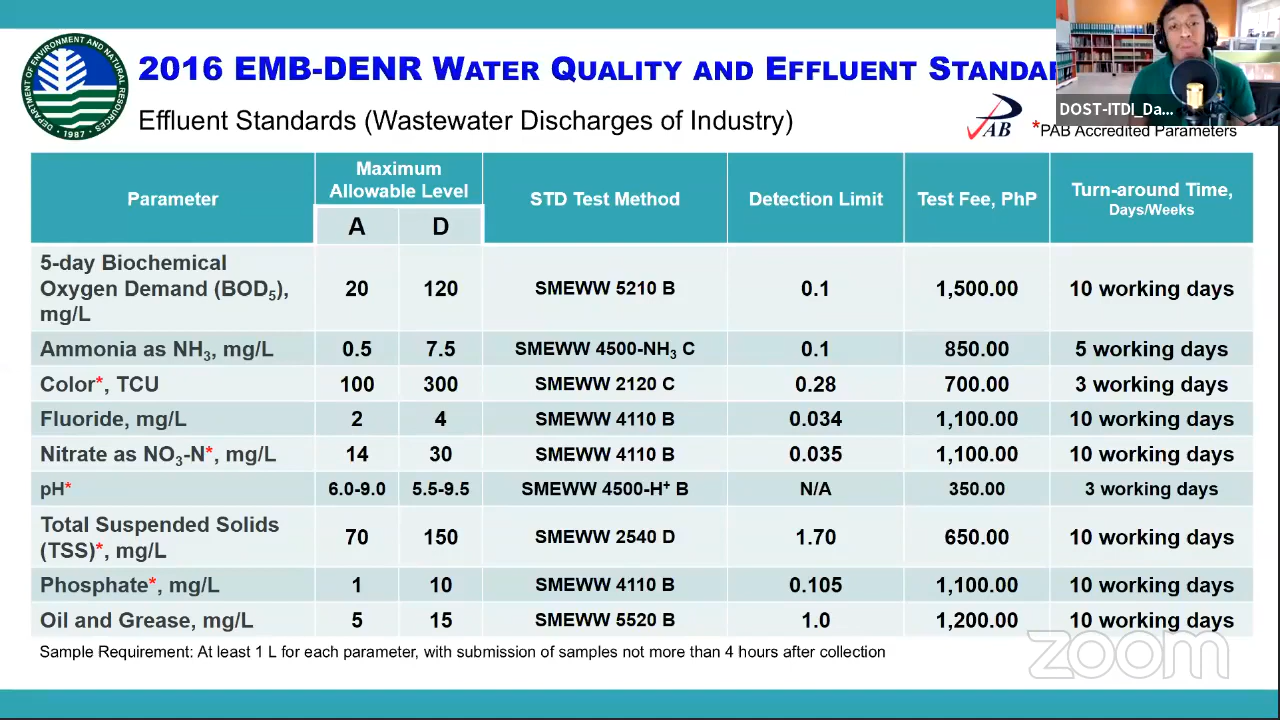 2016 EMB-DENR WATER QUALITY AND EFFLUENT STANDAR
Effluent Standards (Wastewater Discharges of Industry)
DEPARTMENT OF ENVIRONMENT AND NATURAL RESOURCES
1987
PAB
DOST-ITDI_Da...
*PAB Accredited Parameters
Parameter
Maximum
Allowable Level
A D
STD Test Method
Detection Limit
Test Fee, PhP
Turn-around Time,
Days/Weeks
5-day Biochemical
Oxygen Demand (BOD₅),
mg/L
20 120 SMEWW 5210 B 0.1 1,500.00 10 working days
Ammonia as NH₃, mg/L 0.5 7.5 SMEWW 4500-NH₃ C 0.1 850.00 5 working days
Color*, TCU 100 300 SMEWW 2120 C 0.28 700.00 3 working days
Fluoride, mg/L 2 4 SMEWW 4110 B 0.034 1,100.00 10 working days
Nitrate as NO₃-N*, mg/L 14 30 SMEWW 4110 B 0.035 1,100.00 10 working days
pH* 6.0-9.0 5.5-9.5 SMEWW 4500-H⁺ B N/A 350.00 3 working days
Total Suspended Solids
(TSS)*, mg/L
70 150 SMEWW 2540 D 1.70 650.00 10 working days
Phosphate*, mg/L 1 10 SMEWW 4110 B 0.105 1,100.00 10 working days
Oil and Grease, mg/L 5 15 SMEWW 5520 B 1.0 1,200.00 10 working days
Sample Requirement: At least 1 L for each parameter, with submission of samples not more than 4 hours after collection
zoom